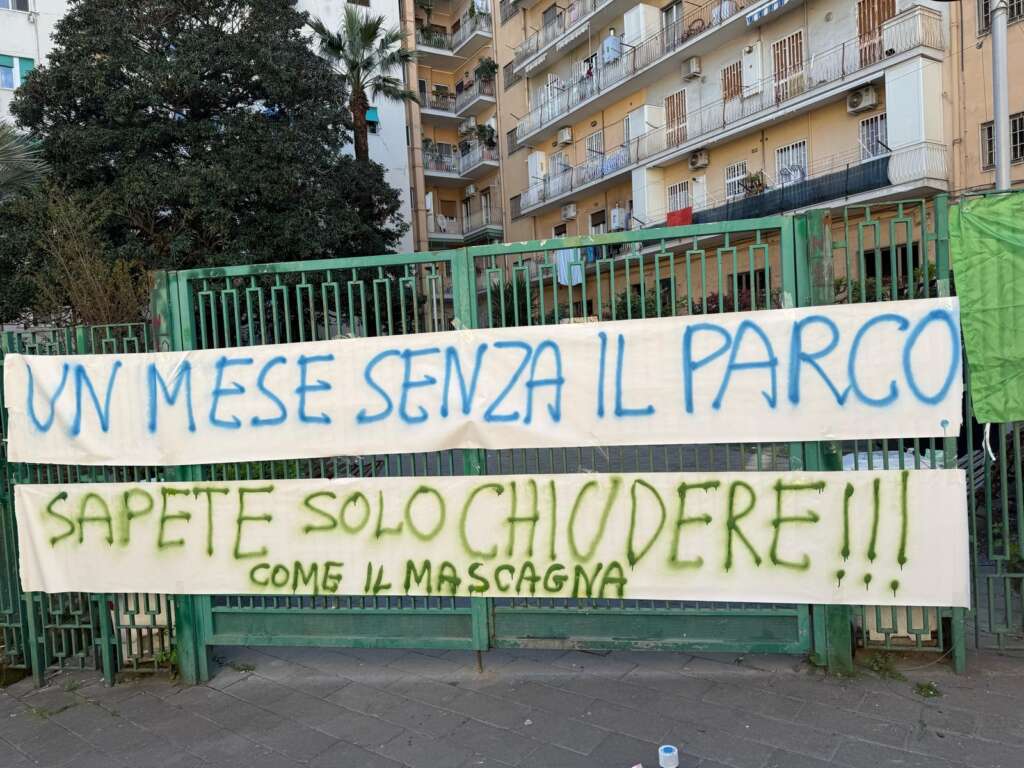 UN MESE SENZA IL PARCO
SAPETE SOLO CHIUDERE!!!
COME IL MASCAGNA